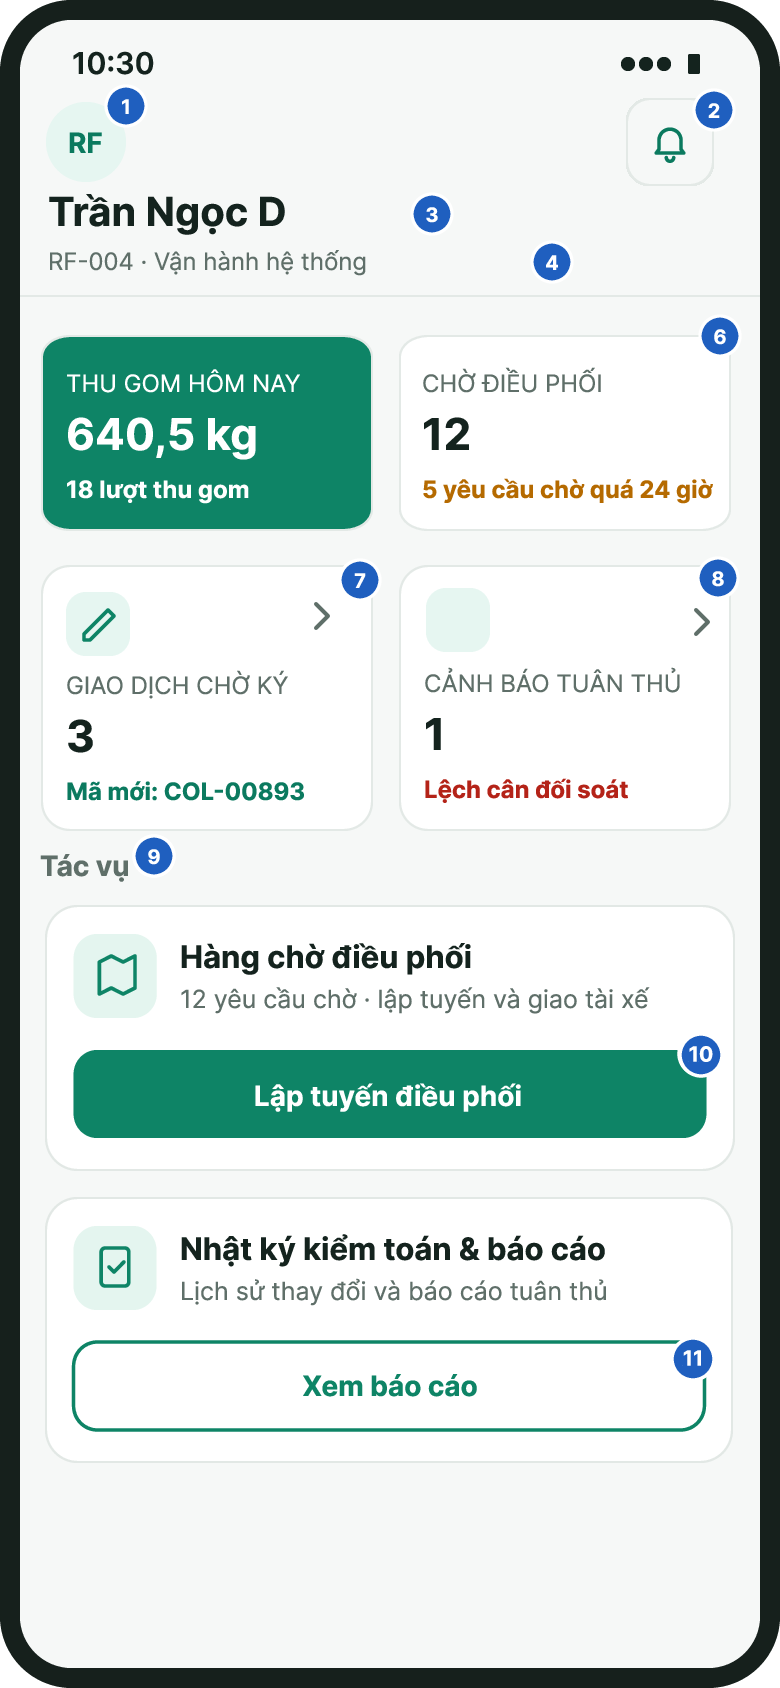 10:30
1
RF
2
Trần Ngọc D
3
RF-004 · Vận hành hệ thống
4
6
THU GOM HÔM NAY
640,5 kg
18 lượt thu gom
CHỜ ĐIỀU PHỐI
12
5 yêu cầu chờ quá 24 giờ
7
GIAO DỊCH CHỜ KÝ
3
Mã mới: COL-00893
8
CẢNH BÁO TUÂN THỦ
1
Lệch cân đối soát
Tác vụ
9
Hàng chờ điều phối
12 yêu cầu chờ · lập tuyến và giao tài xế
10
Lập tuyến điều phối
Nhật ký kiểm toán & báo cáo
Lịch sử thay đổi và báo cáo tuân thủ
11
Xem báo cáo